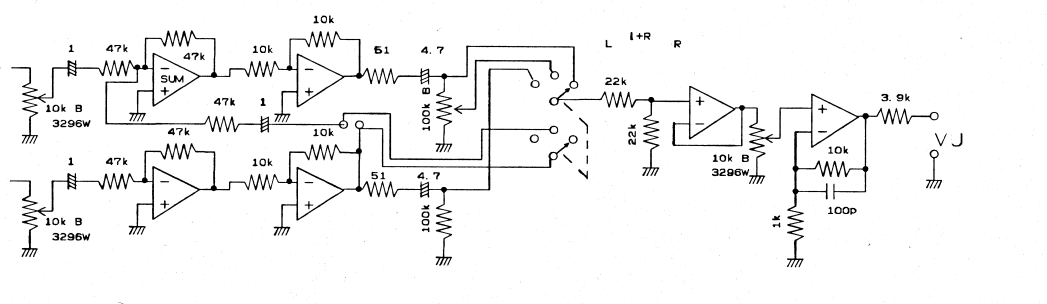 10k
L I+R R
1 47k 47k 10k 51 4.7
SUM
22k
3.9k
10k B
3296W
47k 1
100k B
10k
47k
22k
10k B
3296W
VJ
10k
1 47k 10k 51 4.7
100p
10k B
3296W
100k
1k